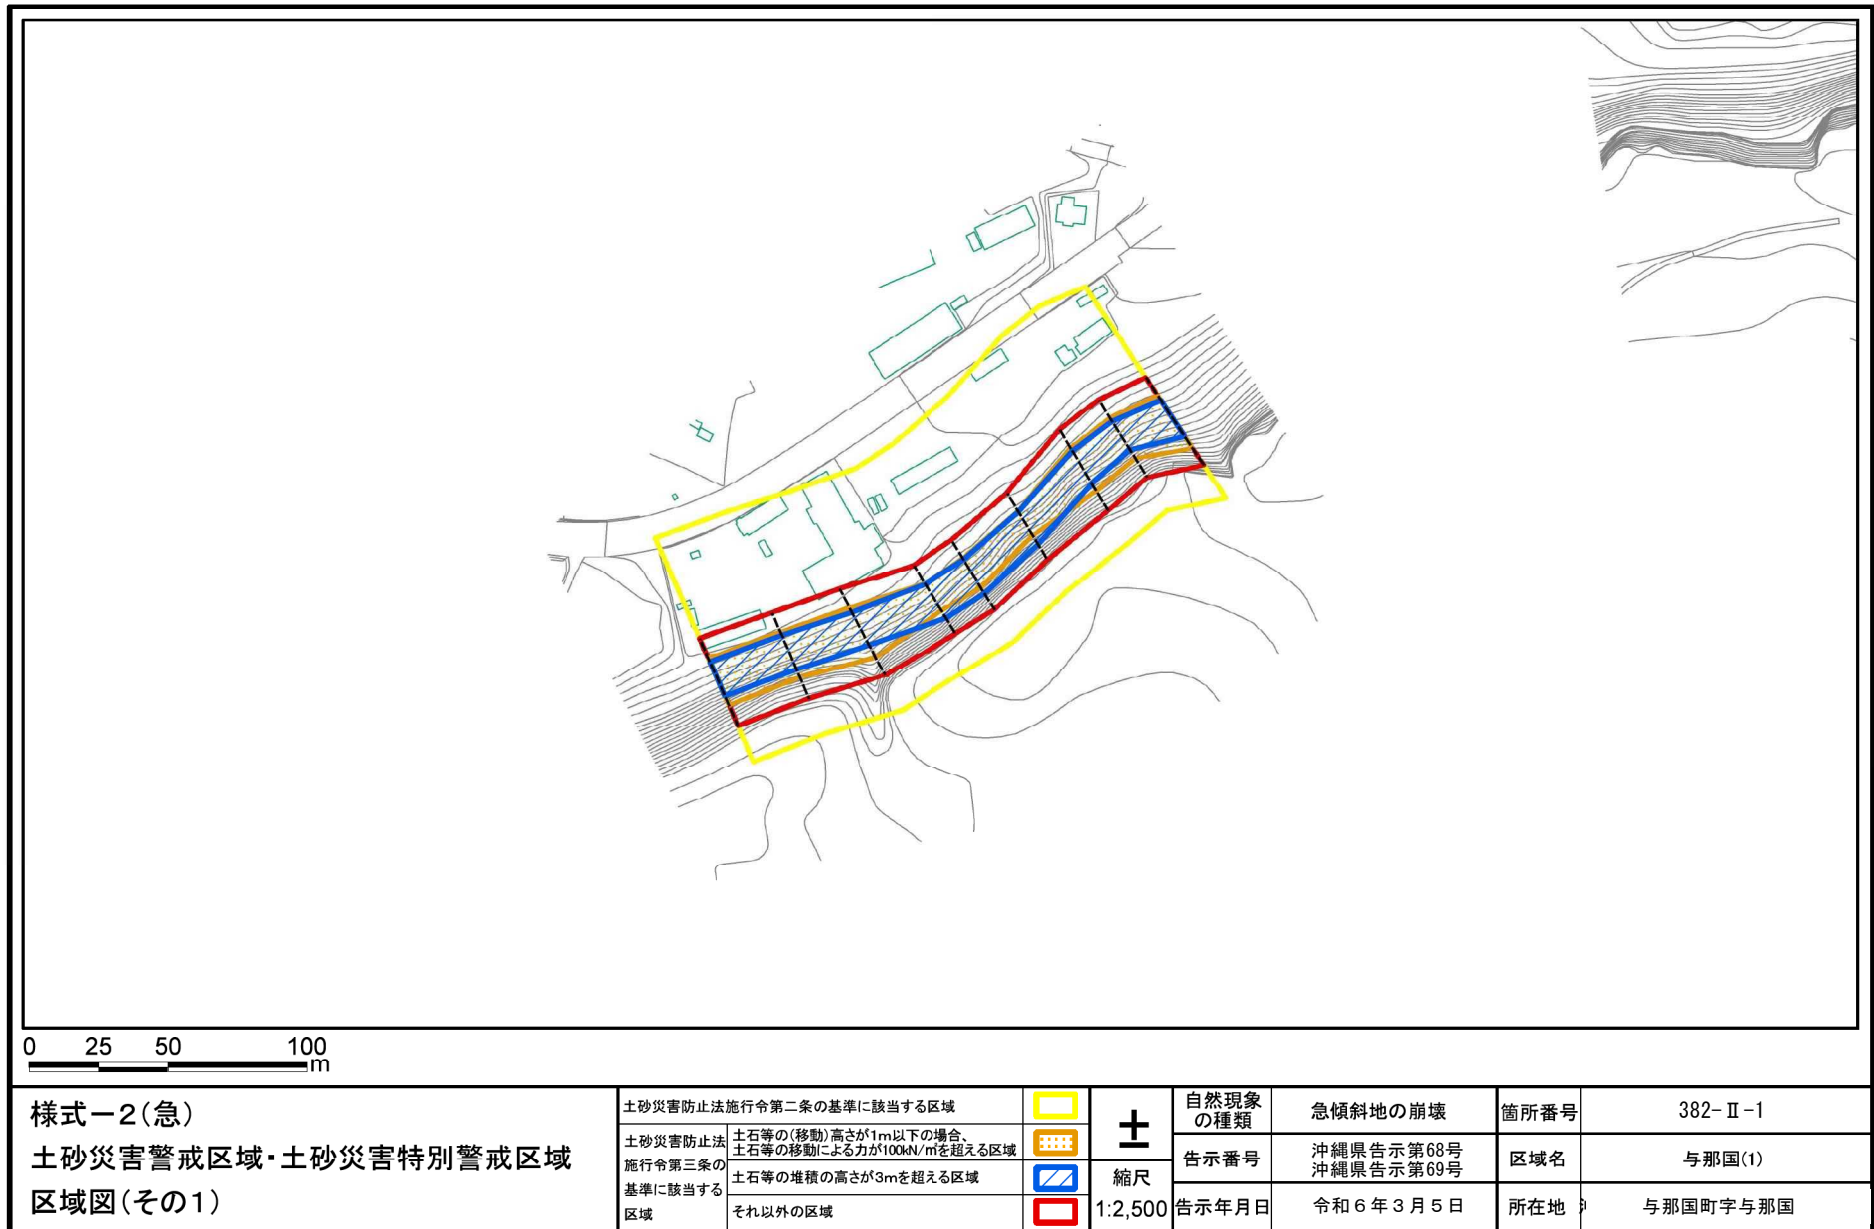 0 25 50 100
m
様式－2(急)
土砂災害警戒区域・土砂災害特別警戒区域
区域図(その1)
土砂災害防止法施行令第二条の基準に該当する区域
土砂災害防止法
施行令第三条の
基準に該当する
区域
土石等の(移動)高さが1m以下の場合、
土石等の移動による力が100kN/㎡を超える区域
土石等の堆積の高さが3mを超える区域
それ以外の区域
±
縮尺
1:2,500
自然現象
の種類
急傾斜地の崩壊
箇所番号
382-Ⅱ-1
告示番号
沖縄県告示第68号
沖縄県告示第69号
区域名
与那国(1)
告示年月日
令和6年3月5日
所在地
与那国町字与那国